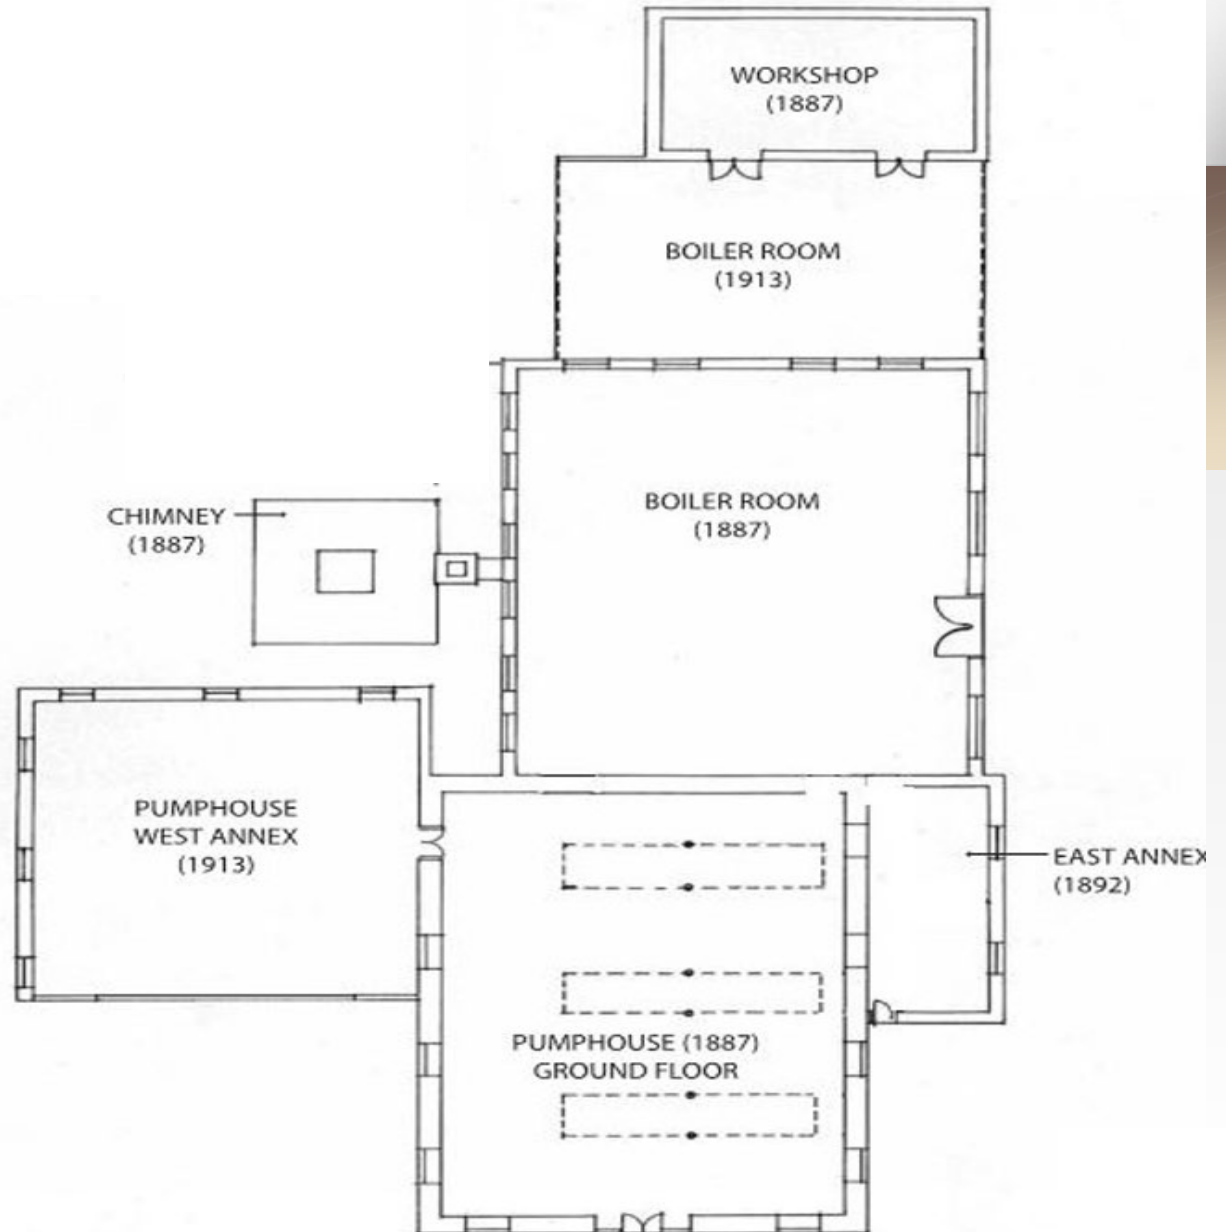 WORKSHOP
(1887)
BOILER ROOM
(1913)
BOILER ROOM
(1887)
CHIMNEY
(1887)
PUMPHOUSE
WEST ANNEX
(1913)
EAST ANNEX
(1892)
PUMPHOUSE (1887)
GROUND FLOOR